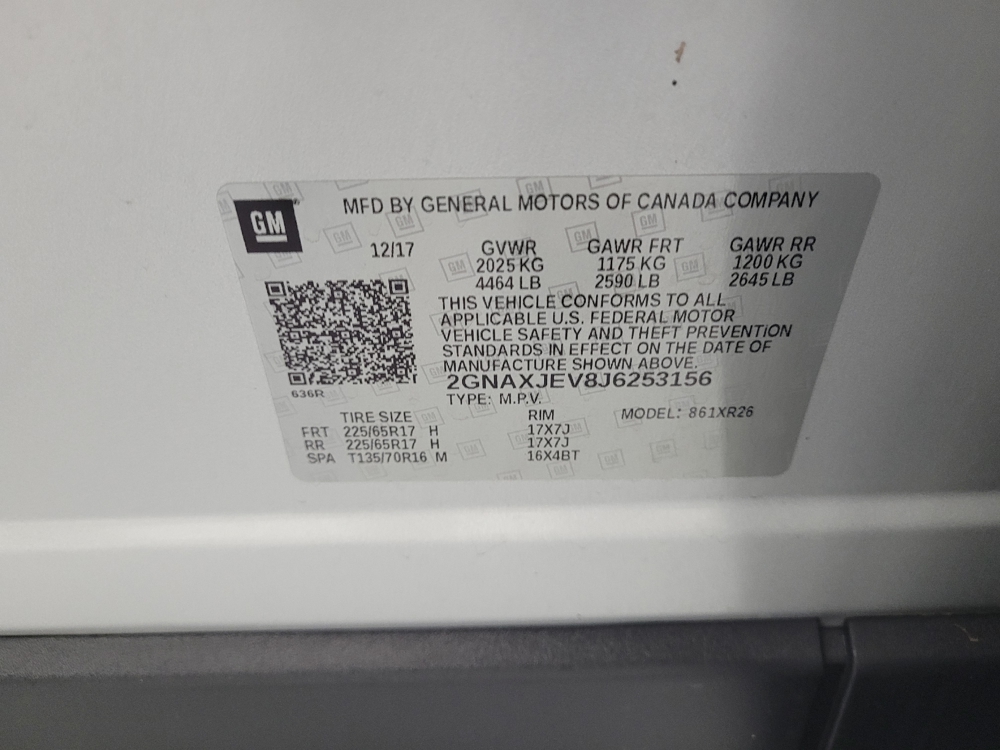 GM
MFD BY GENERAL MOTORS OF CANADA COMPANY
12/17 GVWR GAWR FRT GAWR RR
2025 KG 1175 KG 1200 KG
4464 LB 2590 LB 2645 LB
THIS VEHICLE CONFORMS TO ALL
APPLICABLE U.S. FEDERAL MOTOR
VEHICLE SAFETY AND THEFT PREVENTION
STANDARDS IN EFFECT ON THE DATE OF
MANUFACTURE SHOWN ABOVE.
2GNAXJEV8J6253156
636R
TYPE: M.P.V.
TIRE SIZE RIM MODEL: 861XR26
FRT 225/65R17 H 17X7J
RR 225/65R17 H 17X7J
SPA T135/70R16 M 16X4BT